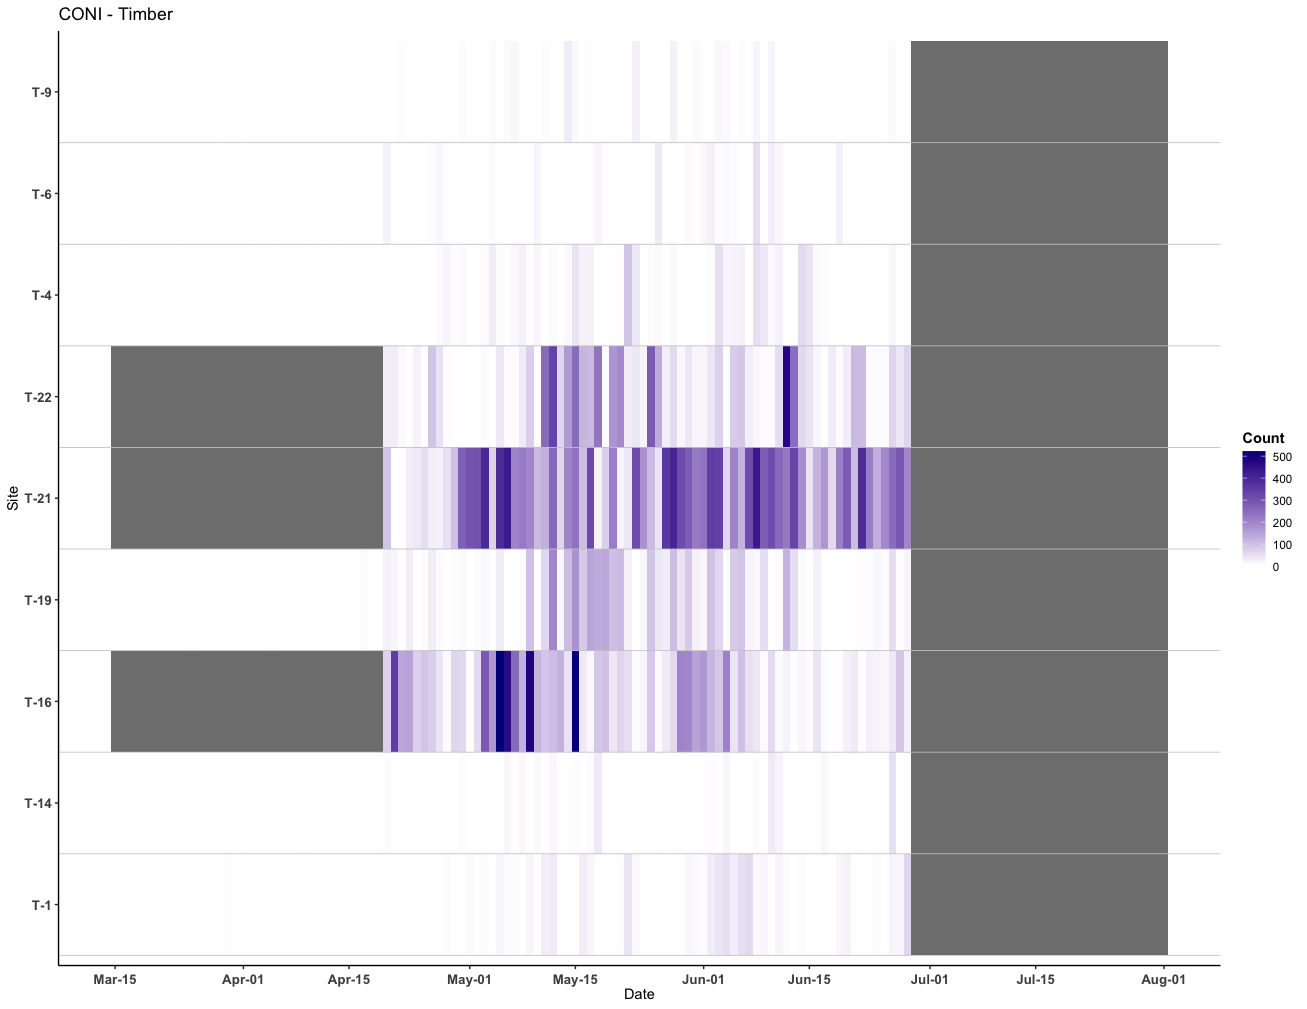 CONI - Timber
T-9
T-6
T-4
T-22
T-21
T-19
T-16
T-14
T-1
Site
Mar-15 Apr-01 Apr-15 May-01 May-15 Jun-01 Jun-15 Jul-01 Jul-15 Aug-01
Date
Count
500
400
300
200
100
0